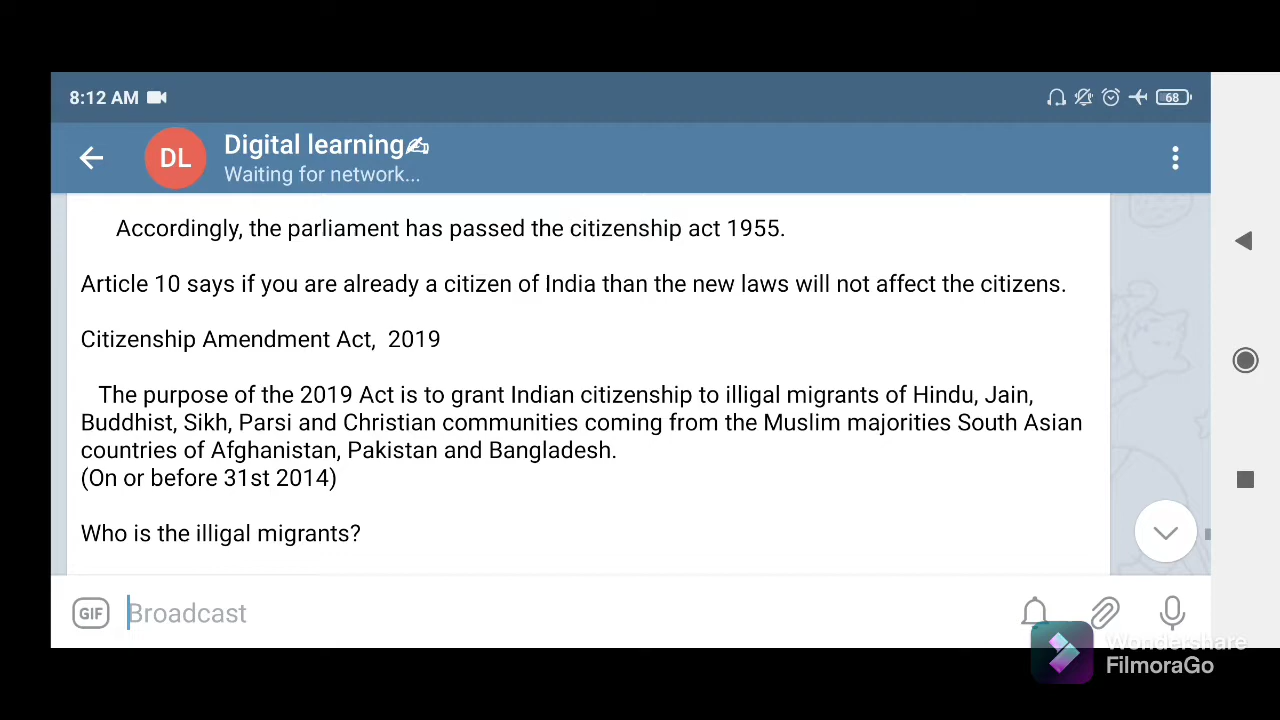 8:12 AM
68
DL
Digital learning✍
Waiting for network...
Accordingly, the parliament has passed the citizenship act 1955.
Article 10 says if you are already a citizen of India than the new laws will not affect the citizens.
Citizenship Amendment Act,  2019
The purpose of the 2019 Act is to grant Indian citizenship to illigal migrants of Hindu, Jain,
Buddhist, Sikh, Parsi and Christian communities coming from the Muslim majorities South Asian
countries of Afghanistan, Pakistan and Bangladesh.
(On or before 31st 2014)
Who is the illigal migrants?
GIF
Broadcast
Wondershare
FilmoraGo